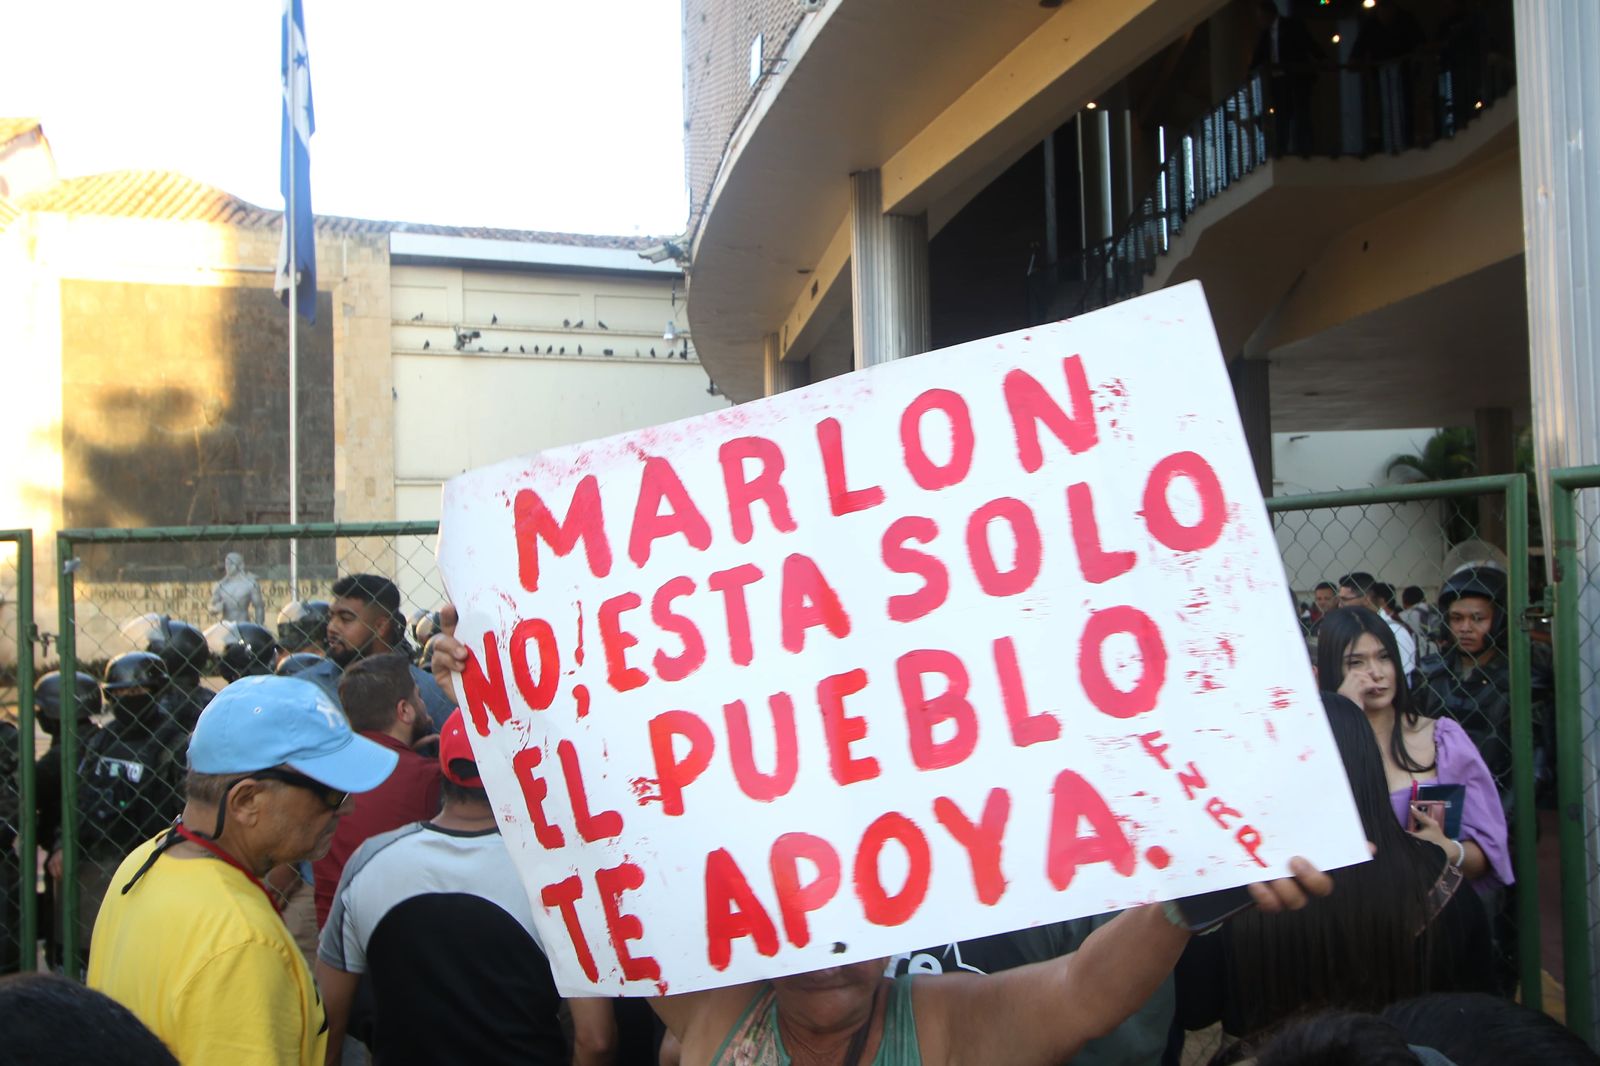 MARLON
NO, ESTA SOLO
EL PUEBLO
TE APOYA.
FNRP